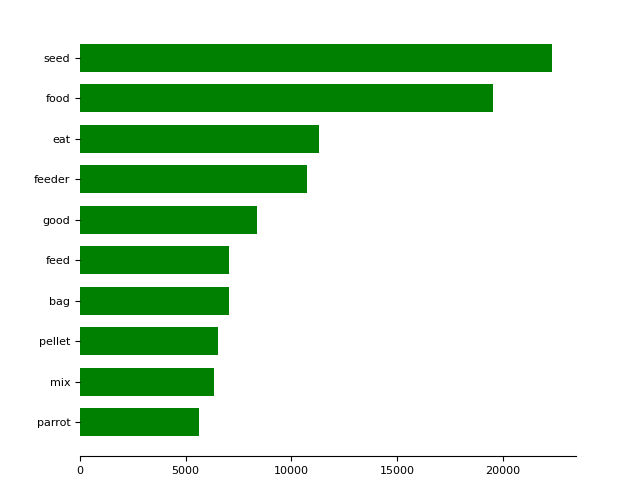 seed
food
eat
feeder
good
feed
bag
pellet
mix
parrot
0 5000 10000 15000 20000